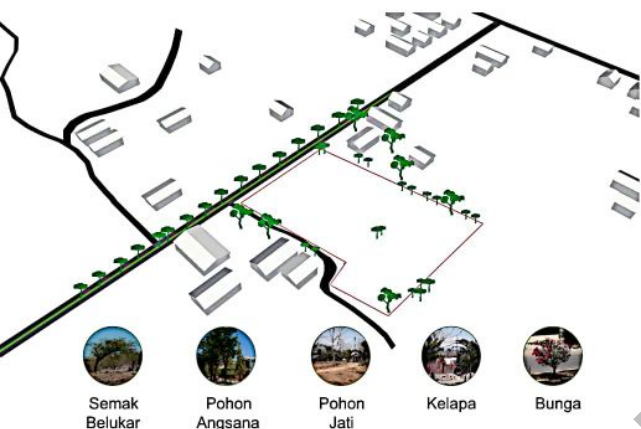 Semak
Belukar
Pohon
Angsana
Pohon
Jati
Kelapa
Bunga